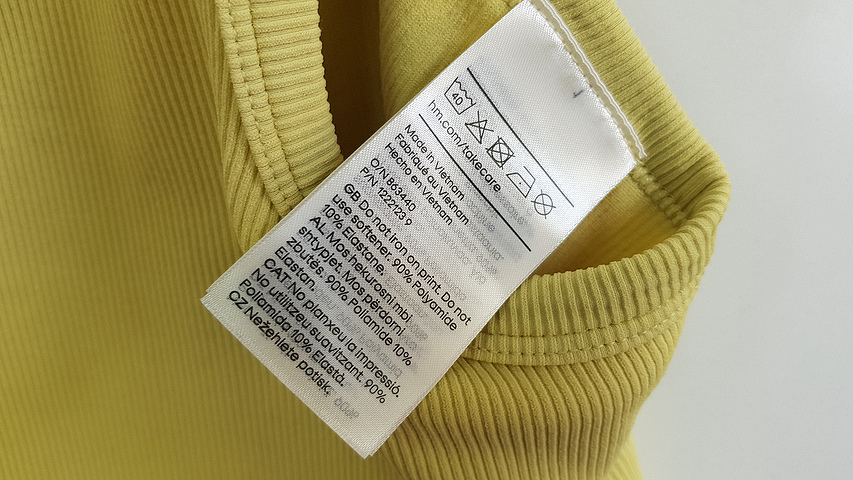 40
hm.com/takecare
Made in Vietnam
Fabriqué au Vietnam
Hecho en Vietnam
O/N 863440
P/N 1222123 9
GB Do not iron on print. Do not
use softener. 90% Polyamide
10% Elastane.
AL Mos hekurosni mbi
shtypjet. Mos përdorni
zbutës. 90% Poliamide 10%
Elastan.
CAT: No planxeu la impressió.
No utilitzeu suavitzant. 90%
Poliamida 10% Elastà.
CZ Nežehlete potisk.